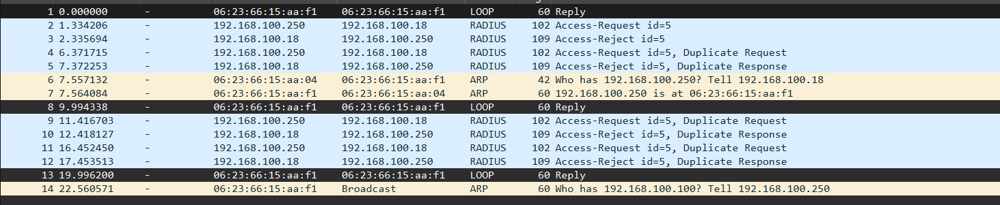 1 0.000000 - 06:23:66:15:aa:f1 06:23:66:15:aa:f1 LOOP 60 Reply
2 1.334206 - 192.168.100.250 192.168.100.18 RADIUS 102 Access-Request id=5
3 2.335694 - 192.168.100.18 192.168.100.250 RADIUS 109 Access-Reject id=5
4 6.371715 - 192.168.100.250 192.168.100.18 RADIUS 102 Access-Request id=5, Duplicate Request
5 7.372253 - 192.168.100.18 192.168.100.250 RADIUS 109 Access-Reject id=5, Duplicate Response
6 7.557132 - 06:23:66:15:aa:04 06:23:66:15:aa:f1 ARP 42 Who has 192.168.100.250? Tell 192.168.100.18
7 7.564084 - 06:23:66:15:aa:f1 06:23:66:15:aa:04 ARP 60 192.168.100.250 is at 06:23:66:15:aa:f1
8 9.994338 - 06:23:66:15:aa:f1 06:23:66:15:aa:f1 LOOP 60 Reply
9 11.416703 - 192.168.100.250 192.168.100.18 RADIUS 102 Access-Request id=5, Duplicate Request
10 12.418127 - 192.168.100.18 192.168.100.250 RADIUS 109 Access-Reject id=5, Duplicate Response
11 16.452450 - 192.168.100.250 192.168.100.18 RADIUS 102 Access-Request id=5, Duplicate Request
12 17.453513 - 192.168.100.18 192.168.100.250 RADIUS 109 Access-Reject id=5, Duplicate Response
13 19.996200 - 06:23:66:15:aa:f1 06:23:66:15:aa:f1 LOOP 60 Reply
14 22.560571 - 06:23:66:15:aa:f1 Broadcast ARP 60 Who has 192.168.100.100? Tell 192.168.100.250